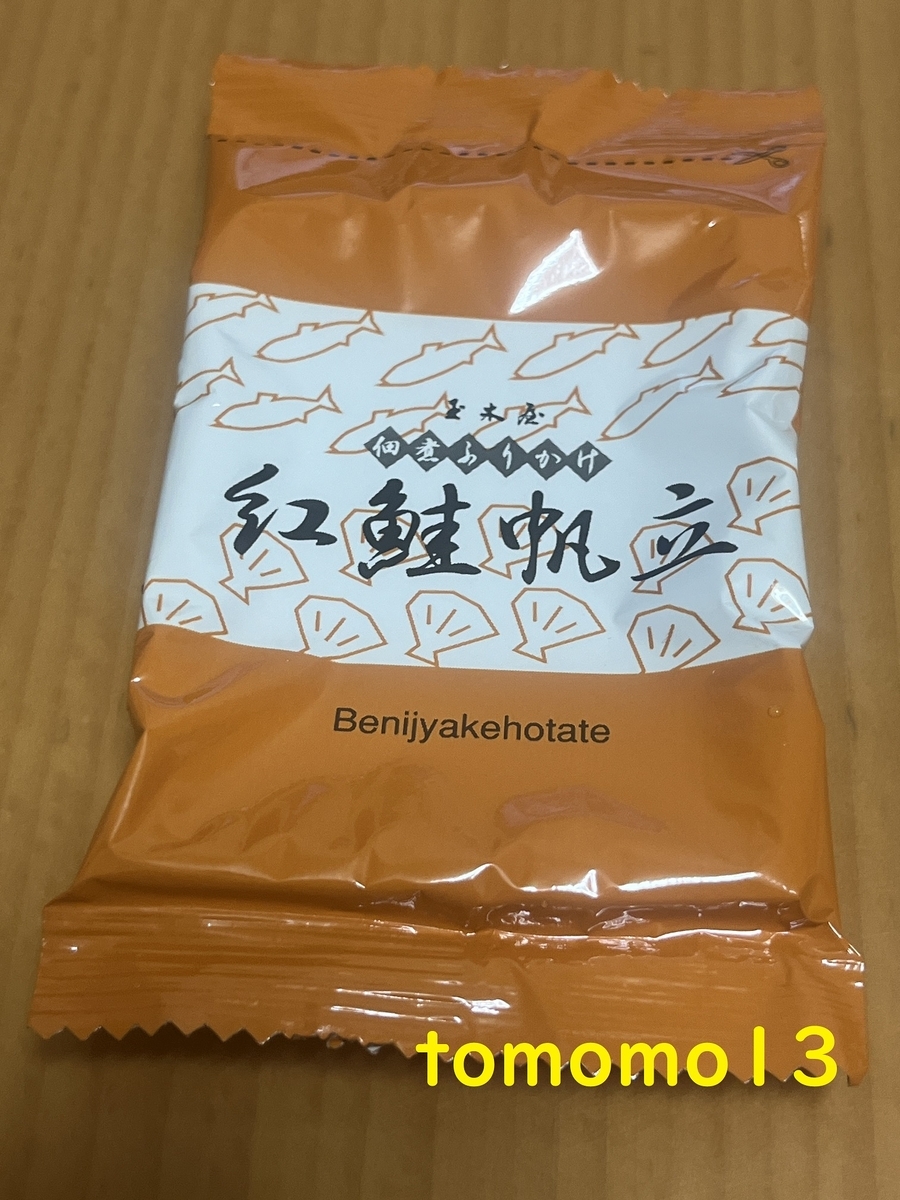 玉木屋
佃煮ふりかけ
紅鮭帆立
Benijyakehotate
tomomo13